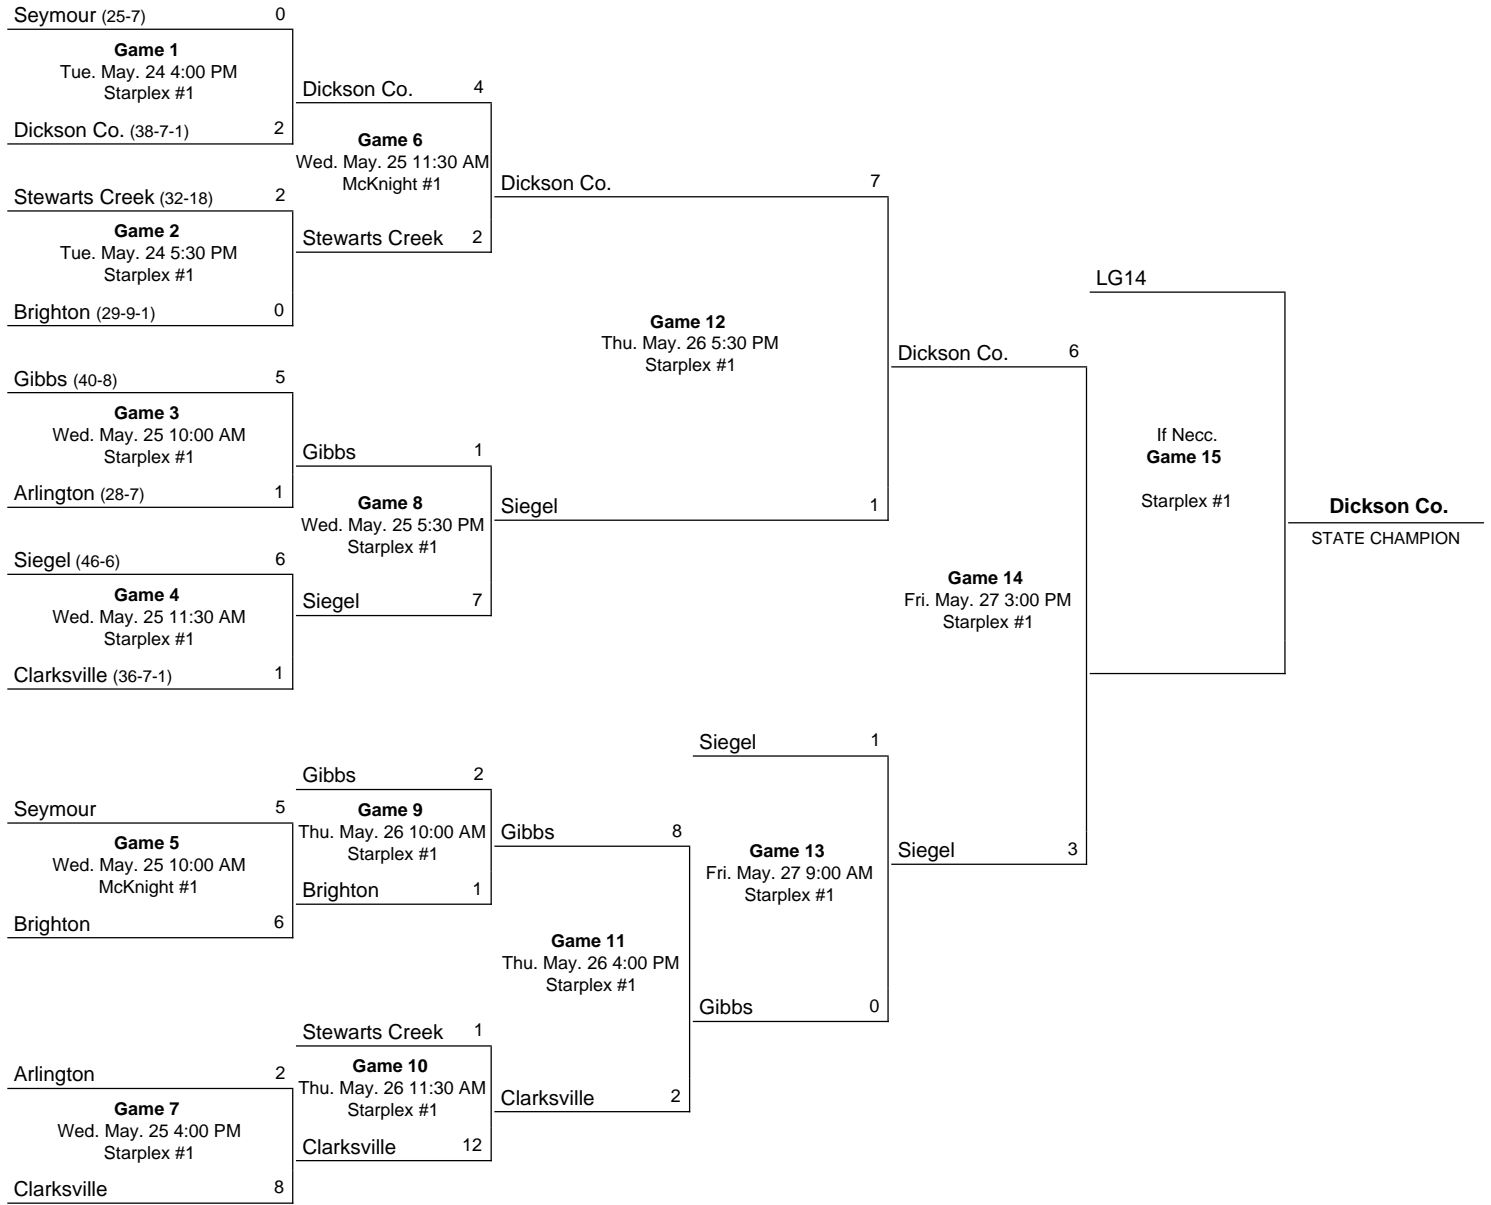 Seymour (25-7) 0
Game 1
Tue. May. 24 4:00 PM
Starplex #1
Dickson Co. (38-7-1) 2
Stewarts Creek (32-18) 2
Game 2
Tue. May. 24 5:30 PM
Starplex #1
Brighton (29-9-1) 0
Gibbs (40-8) 5
Game 3
Wed. May. 25 10:00 AM
Starplex #1
Arlington (28-7) 1
Siegel (46-6) 6
Game 4
Wed. May. 25 11:30 AM
Starplex #1
Clarksville (36-7-1) 1
Seymour 5
Game 5
Wed. May. 25 10:00 AM
McKnight #1
Brighton 6
Arlington 2
Game 7
Wed. May. 25 4:00 PM
Starplex #1
Clarksville 8
Dickson Co. 4
Game 6
Wed. May. 25 11:30 AM
McKnight #1
Stewarts Creek 2
Gibbs 1
Game 8
Wed. May. 25 5:30 PM
Starplex #1
Siegel 7
Gibbs 2
Game 9
Thu. May. 26 10:00 AM
Starplex #1
Brighton 1
Stewarts Creek 1
Game 10
Thu. May. 26 11:30 AM
Starplex #1
Clarksville 12
Dickson Co. 7
Game 12
Thu. May. 26 5:30 PM
Starplex #1
Siegel 1
Gibbs 8
Game 11
Thu. May. 26 4:00 PM
Starplex #1
Clarksville 2
Siegel 1
Game 13
Fri. May. 27 9:00 AM
Starplex #1
Gibbs 0
Dickson Co. 6
Game 14
Fri. May. 27 3:00 PM
Starplex #1
Siegel 3
LG14
If Necc.
Game 15
Starplex #1
Dickson Co.
STATE CHAMPION